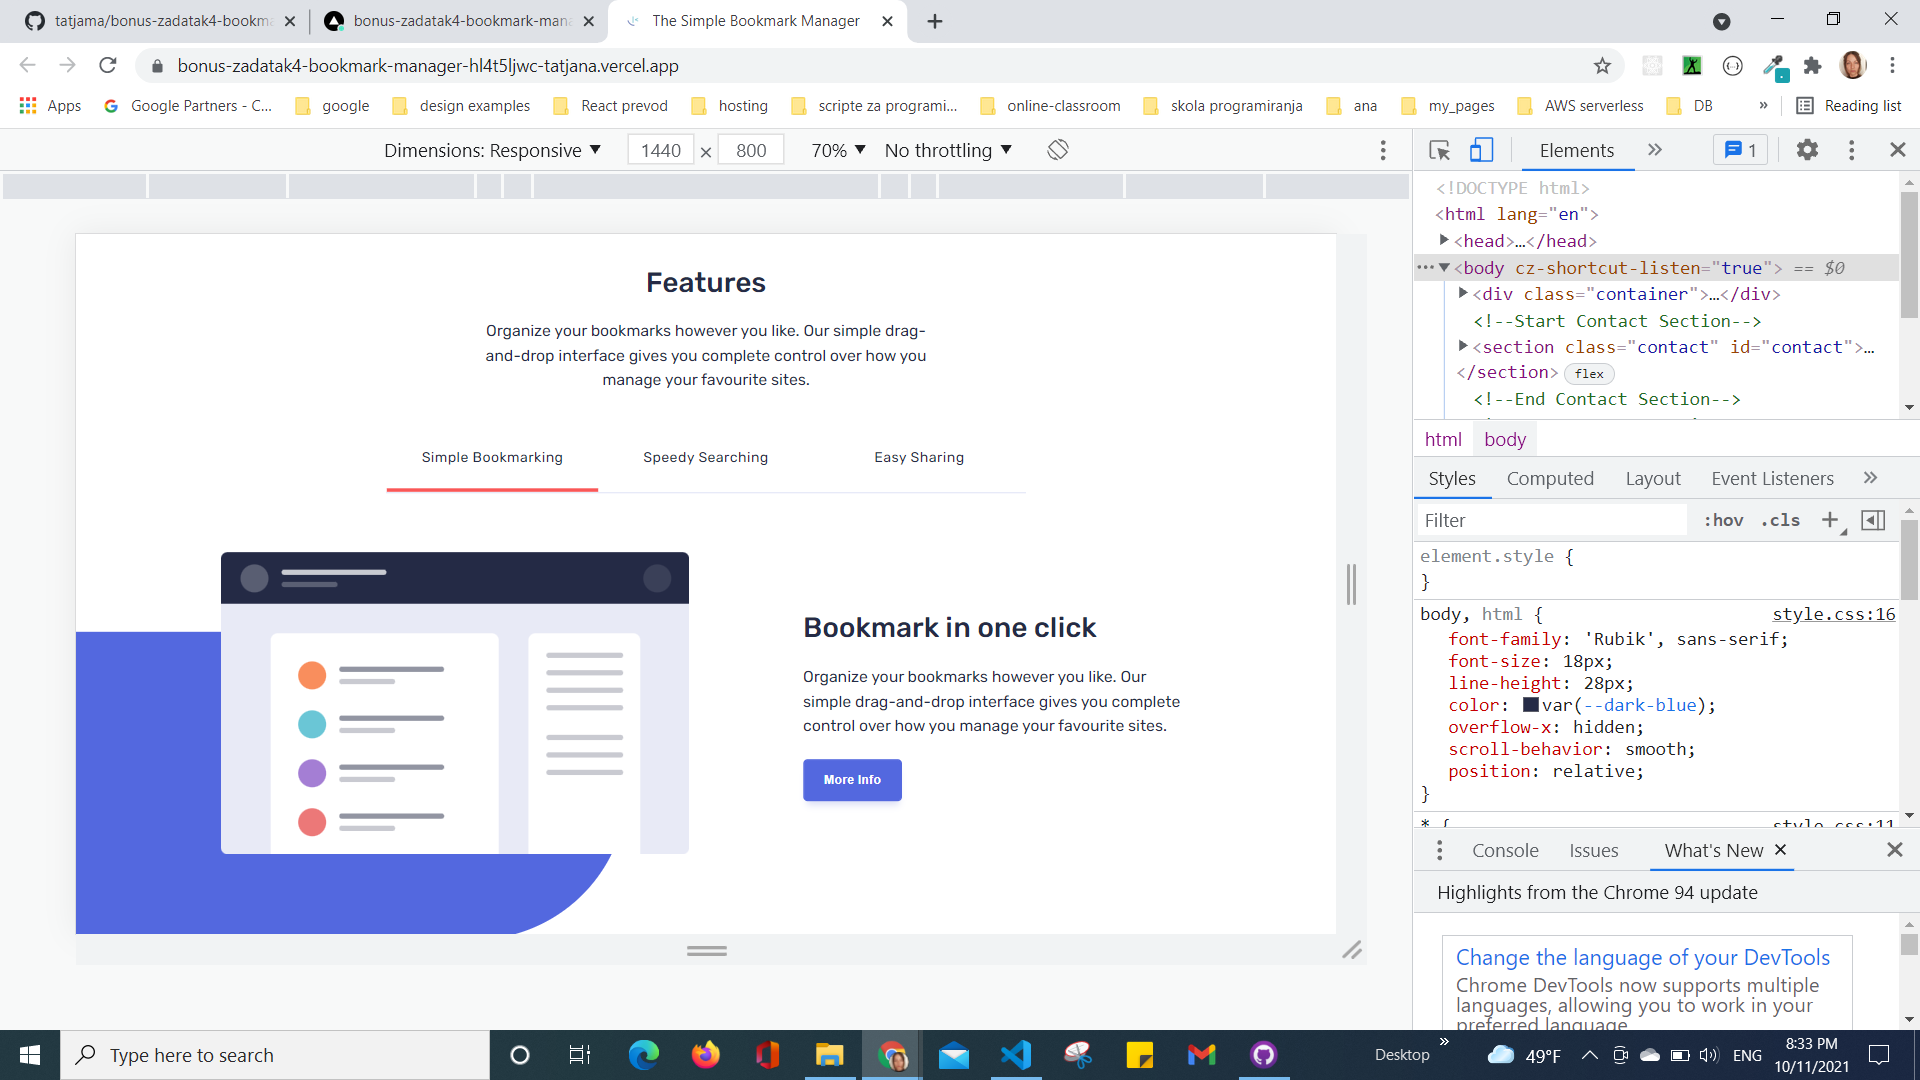 tatjama/bonus-zadatak4-bookma
bonus-zadatak4-bookmark-mana
The Simple Bookmark Manager
bonus-zadatak4-bookmark-manager-hl4t5ljwc-tatjana.vercel.app
Apps
Google Partners - C...
google
design examples
React prevod
hosting
scripte za programi...
online-classroom
skola programiranja
ana
my_pages
AWS serverless
DB
»
Reading list
Dimensions: Responsive
1440 × 800
70%
No throttling
Features
Organize your bookmarks however you like. Our simple drag-
and-drop interface gives you complete control over how you
manage your favourite sites.
Simple Bookmarking
Speedy Searching
Easy Sharing
Bookmark in one click
Organize your bookmarks however you like. Our
simple drag-and-drop interface gives you complete
control over how you manage your favourite sites.
More Info
Elements
1
<!DOCTYPE html>
<html lang="en">
<head>…</head>
<body cz-shortcut-listen="true"> == $0
<div class="container">…</div>
<!--Start Contact Section-->
<section class="contact" id="contact">…
</section> flex
<!--End Contact Section-->
html body
Styles Computed Layout Event Listeners
Filter :hov .cls
element.style {
}
body, html { style.css:16
font-family: 'Rubik', sans-serif;
font-size: 18px;
line-height: 28px;
color: var(--dark-blue);
overflow-x: hidden;
scroll-behavior: smooth;
position: relative;
}
* { style.css:11
Console Issues What's New
Highlights from the Chrome 94 update
Change the language of your DevTools
Chrome DevTools now supports multiple
languages, allowing you to work in your
preferred language
Type here to search
Desktop
49°F
ENG
8:33 PM
10/11/2021